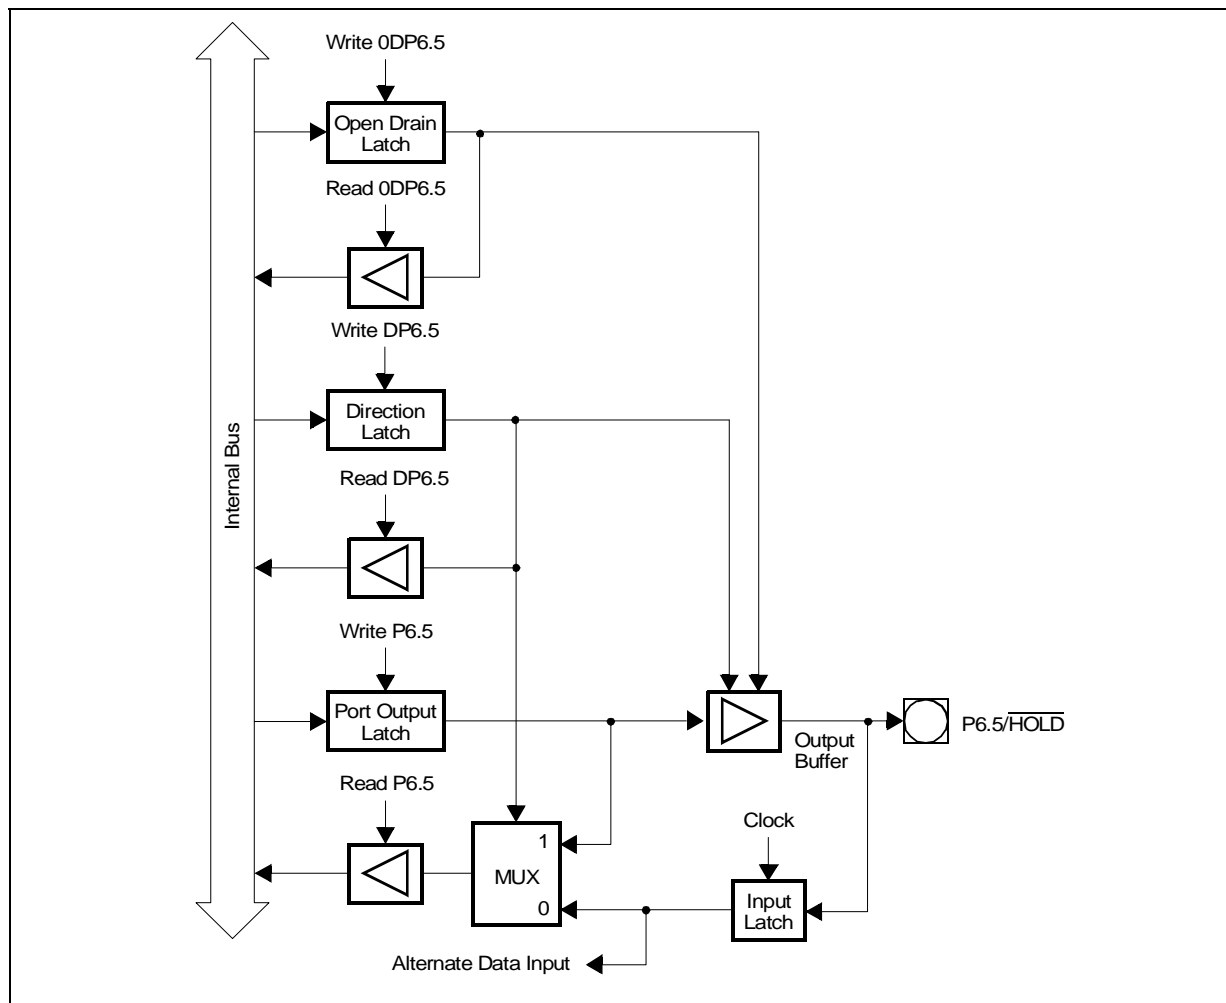 Write 0DP6.5
Open Drain
Latch
Read 0DP6.5
Write DP6.5
Direction
Latch
Internal Bus
Read DP6.5
Write P6.5
Port Output
Latch
Output
Buffer
P6.5/HOLD
Read P6.5
Clock
1
MUX
0
Input
Latch
Alternate Data Input